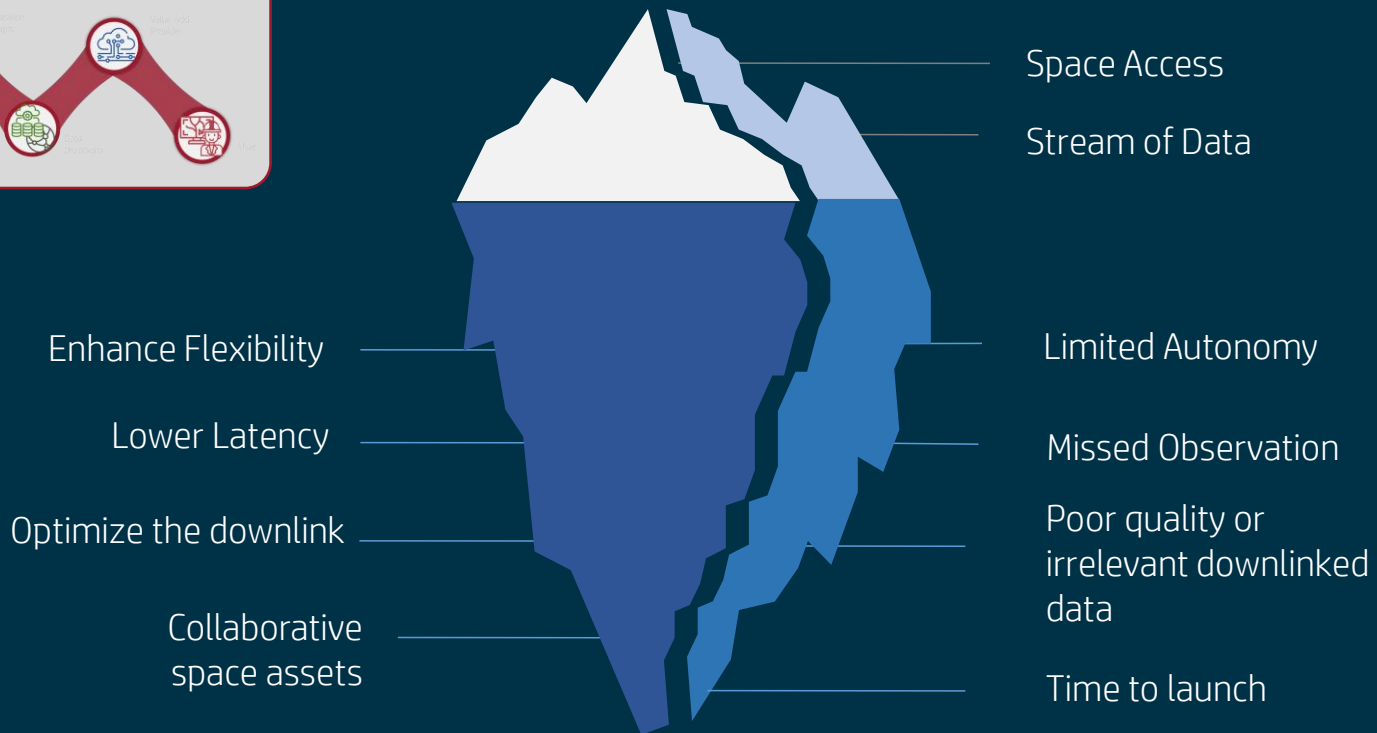 Space Access
Stream of Data
Enhance Flexibility
Lower Latency
Optimize the downlink
Collaborative
space assets
Limited Autonomy
Missed Observation
Poor quality or
irrelevant downlinked
data
Time to launch